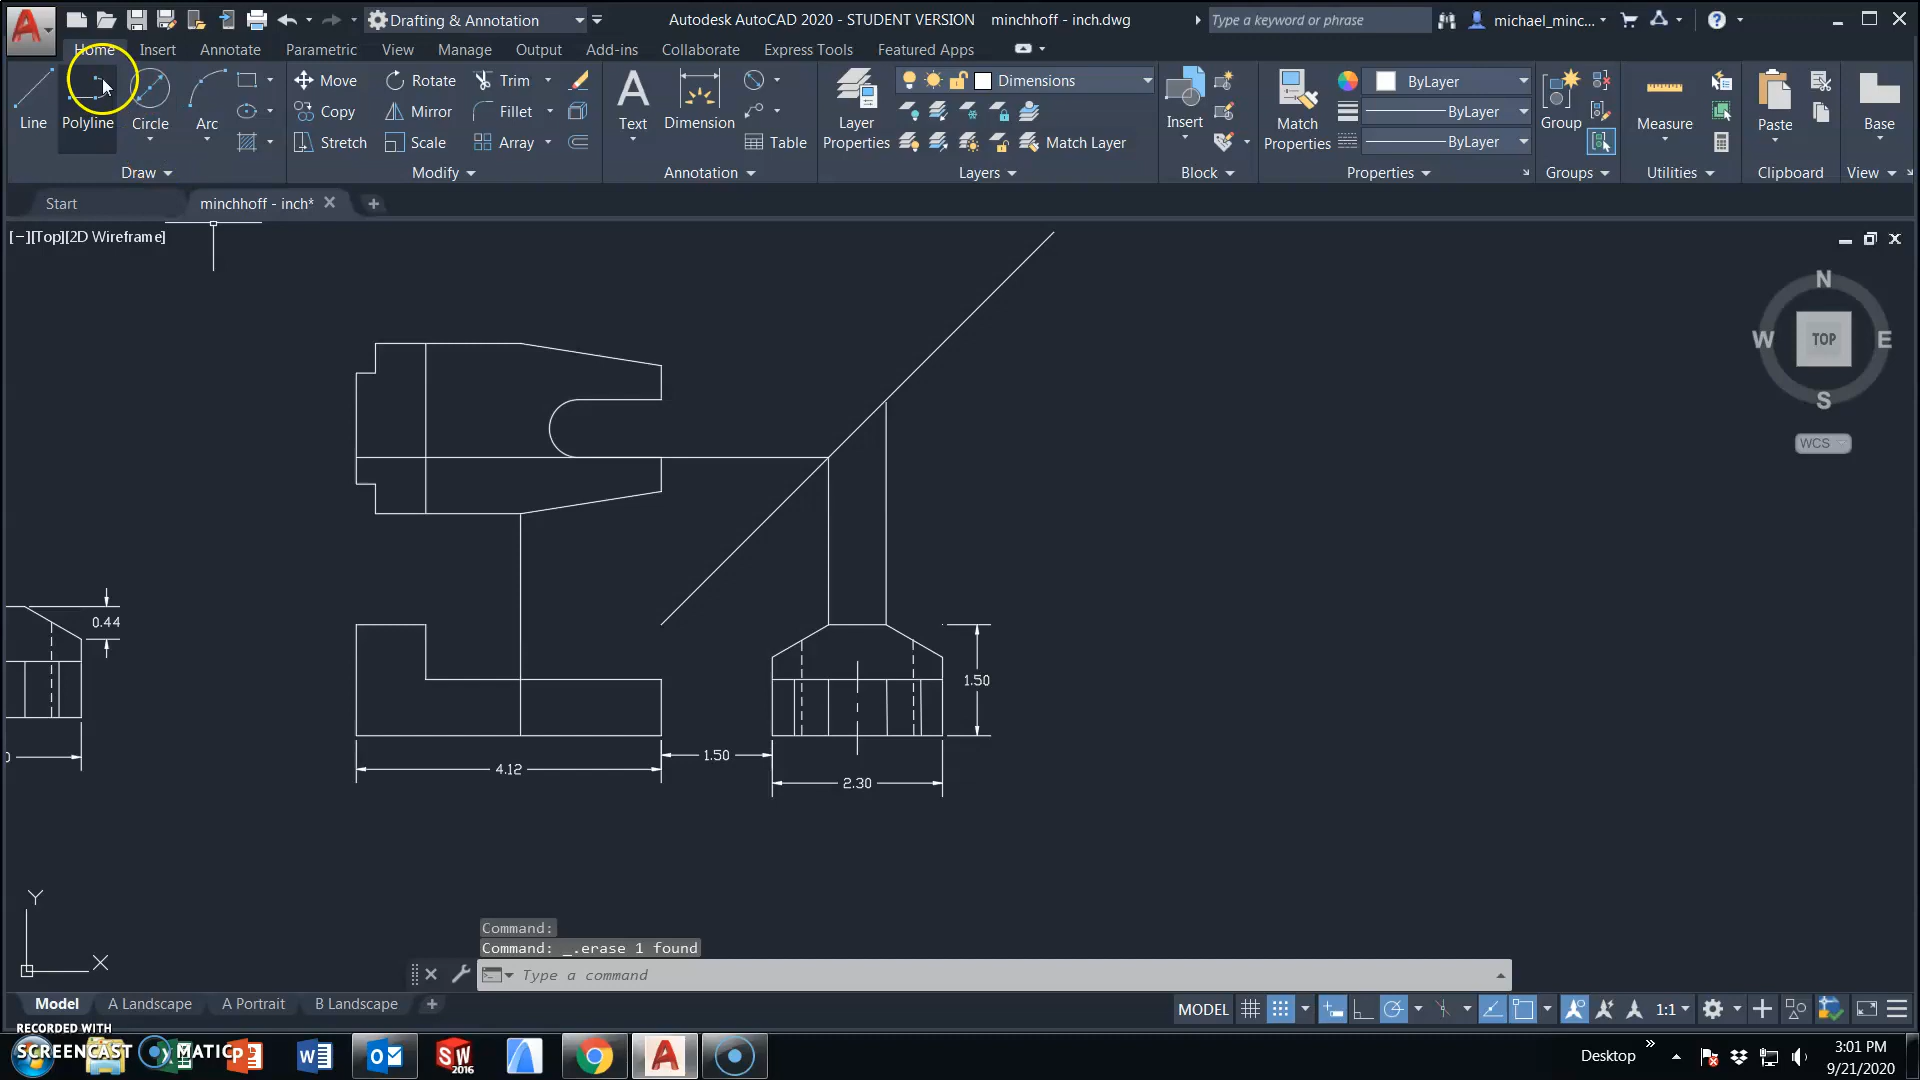 Drafting & Annotation
Autodesk AutoCAD 2020 - STUDENT VERSION minchhoff - inch.dwg
Type a keyword or phrase
michael_minc...
Home Insert Annotate Parametric View Manage Output Add-ins Collaborate Express Tools Featured Apps
Line Polyline Circle Arc
Move Rotate Trim
Copy Mirror Fillet
Stretch Scale Array
Text Dimension Table
Layer Properties
Dimensions
Match Layer
Insert
Match Properties
ByLayer
ByLayer
ByLayer
Group
Measure
Paste
Base
Draw Modify Annotation Layers Block Properties Groups Utilities Clipboard View
Start minchhoff - inch*
[−][Top][2D Wireframe]
N
W TOP E
S
WCS
0.44
1.50
1.50
4.12
2.30
Y
X
Command:
Command: _.erase 1 found
Type a command
Model A Landscape A Portrait B Landscape
MODEL 1:1
RECORDED WITH
SCREENCAST MATIC
SW
2016
Desktop
3:01 PM
9/21/2020